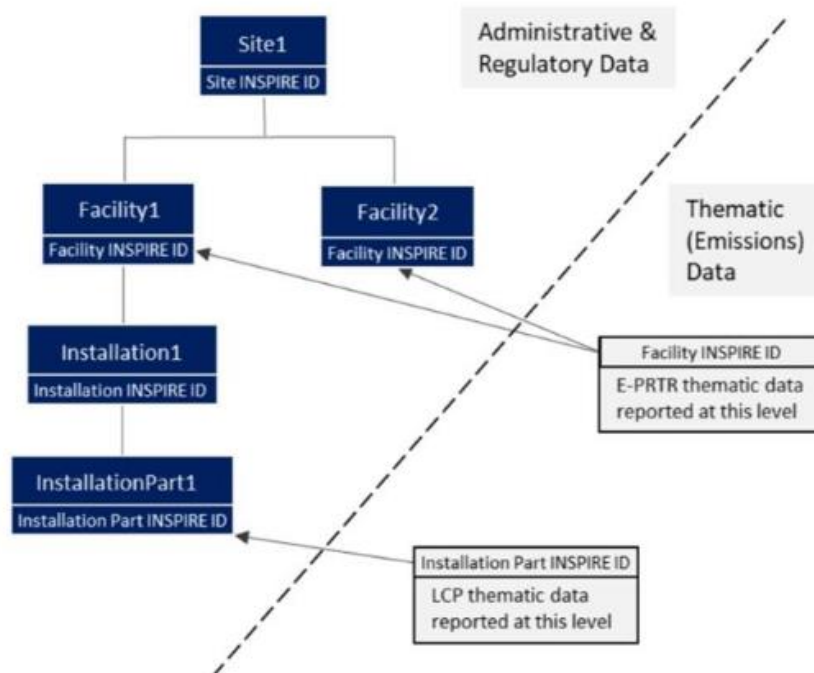 Site1
Site INSPIRE ID
Administrative &
Regulatory Data
Facility1
Facility INSPIRE ID
Facility2
Facility INSPIRE ID
Thematic
(Emissions)
Data
Installation1
Installation INSPIRE ID
Facility INSPIRE ID
E-PRTR thematic data
reported at this level
InstallationPart1
Installation Part INSPIRE ID
Installation Part INSPIRE ID
LCP thematic data
reported at this level